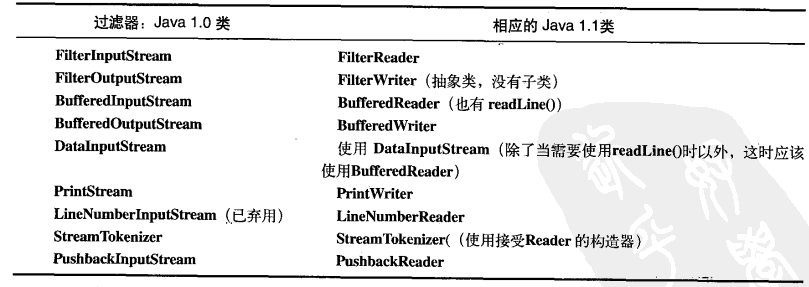 过滤器：Java 1.0 类 相应的 Java 1.1类
FilterInputStream FilterReader
FilterOutputStream FilterWriter（抽象类，没有子类）
BufferedInputStream BufferedReader（也有 readLine()）
BufferedOutputStream BufferedWriter
DataInputStream 使用 DataInputStream（除了当需要使用readLine()时以外，这时应该
使用BufferedReader）
PrintStream PrintWriter
LineNumberInputStream（已弃用） LineNumberReader
StreamTokenizer StreamTokenizer(（使用接受Reader 的构造器）
PushbackInputStream PushbackReader